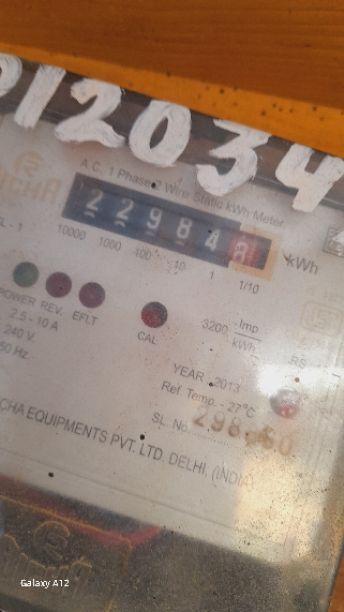 P12034
A.C. 1 Phase 2 Wire Static kWh Meter
2 2 9 8 4 8 kWh
10000 1000 100 10 1 1/10
POWER REV. EFLT
CAL
3200 Imp
kWh
2.5 - 10 A
240 V.
50 Hz.
RS
YEAR 2013
Ref Temp. - 27°C
SL. No.
CHA EQUIPMENTS PVT. LTD. DELHI. (INDIA)
Galaxy A12